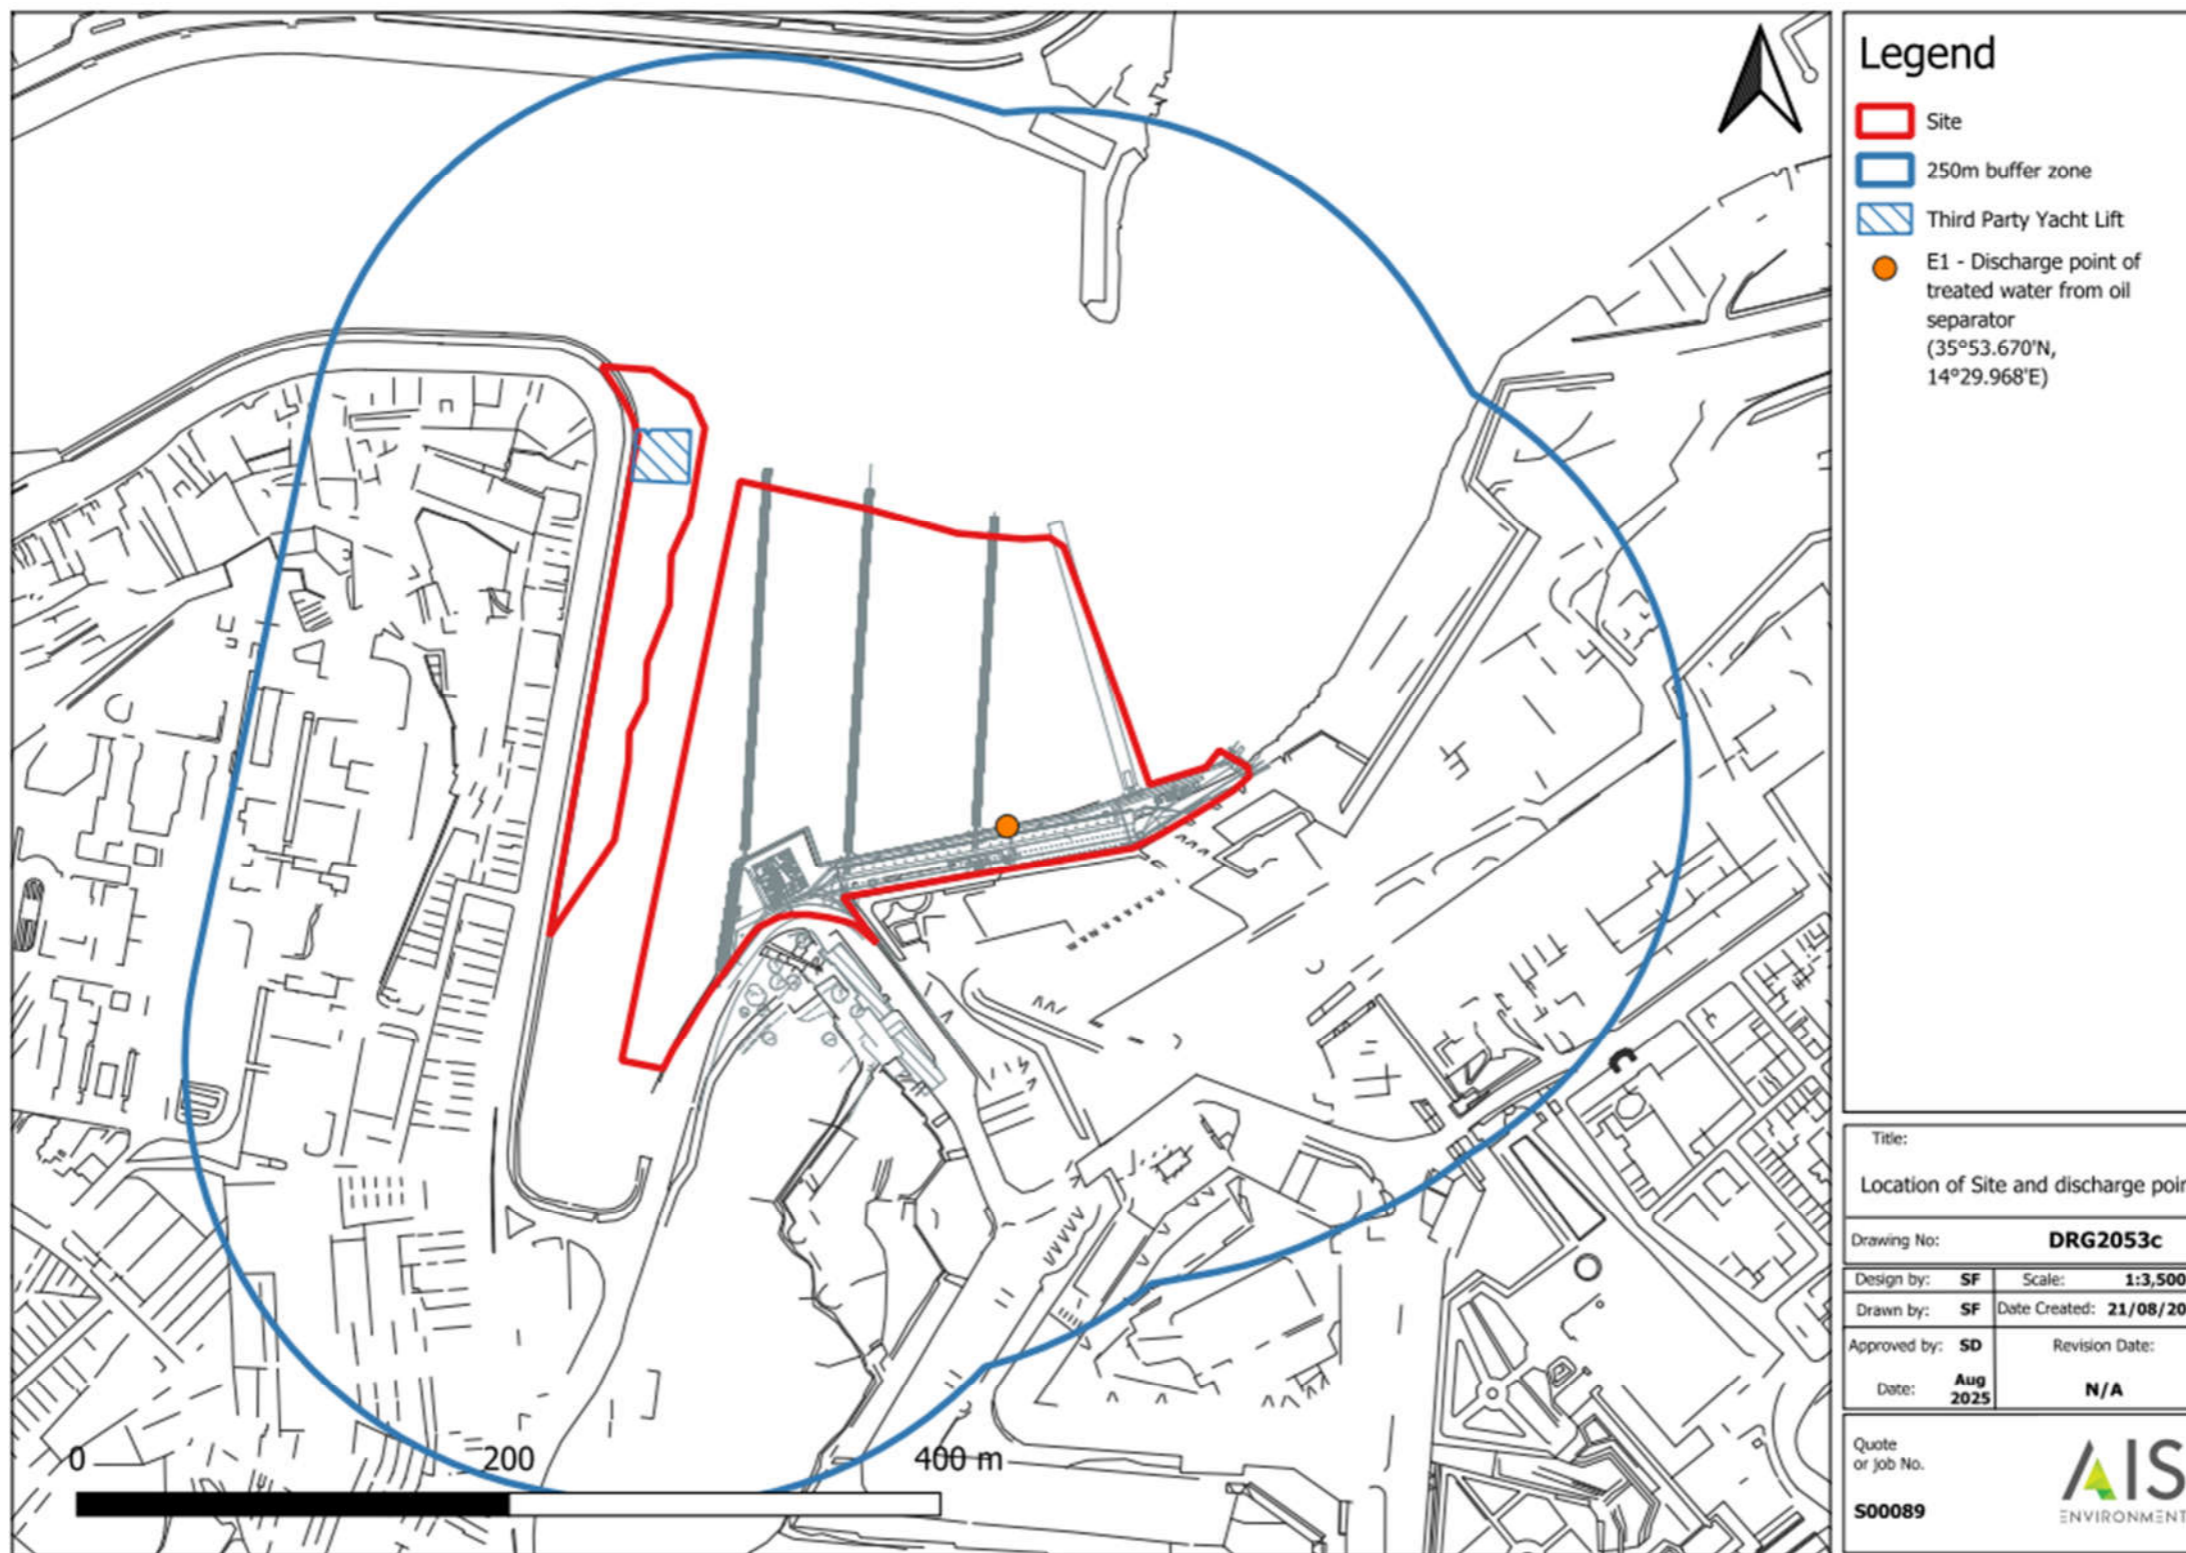 Legend
Site
250m buffer zone
Third Party Yacht Lift
E1 - Discharge point of
treated water from oil
separator
(35°53.670'N,
14°29.968'E)
0 200 400 m
Title:
Location of Site and discharge poin
Drawing No: DRG2053c
Design by: SF Scale: 1:3,500
Drawn by: SF Date Created: 21/08/20
Approved by: SD Revision Date:
Date: Aug 2025 N/A
Quote
or Job No.
S00089
AIS
ENVIRONMENT